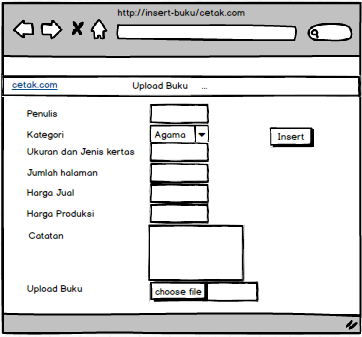 http://insert-buku/cetak.com
cetak.com Upload Buku ...
Penulis
Kategori Agama Insert
Ukuran dan Jenis kertas
Jumlah halaman
Harga Jual
Harga Produksi
Catatan
Upload Buku choose file